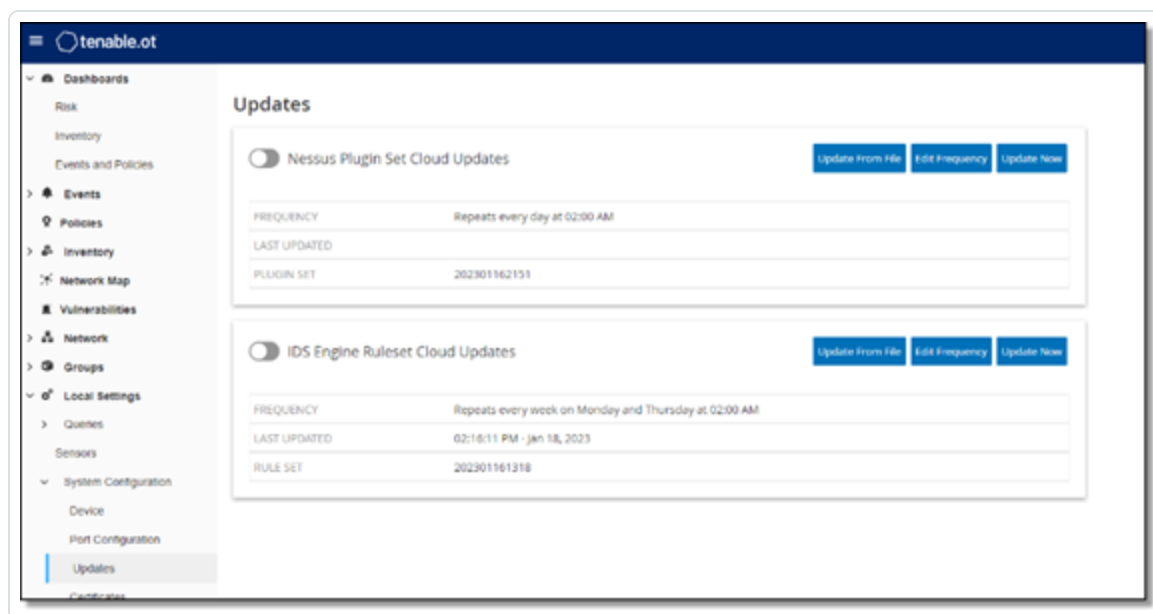 tenable.ot
Dashboards
Risk
Inventory
Events and Policies
Events
Policies
Inventory
Network Map
Vulnerabilities
Network
Groups
Local Settings
Queries
Sensors
System Configuration
Device
Port Configuration
Updates
Certificates
Updates
Nessus Plugin Set Cloud Updates
Update From File Edit Frequency Update Now
FREQUENCY Repeats every day at 02:00 AM
LAST UPDATED
PLUGIN SET 202301162151
IDS Engine Ruleset Cloud Updates
Update From File Edit Frequency Update Now
FREQUENCY Repeats every week on Monday and Thursday at 02:00 AM
LAST UPDATED 02:16:11 PM - Jan 18, 2023
RULE SET 202301161318